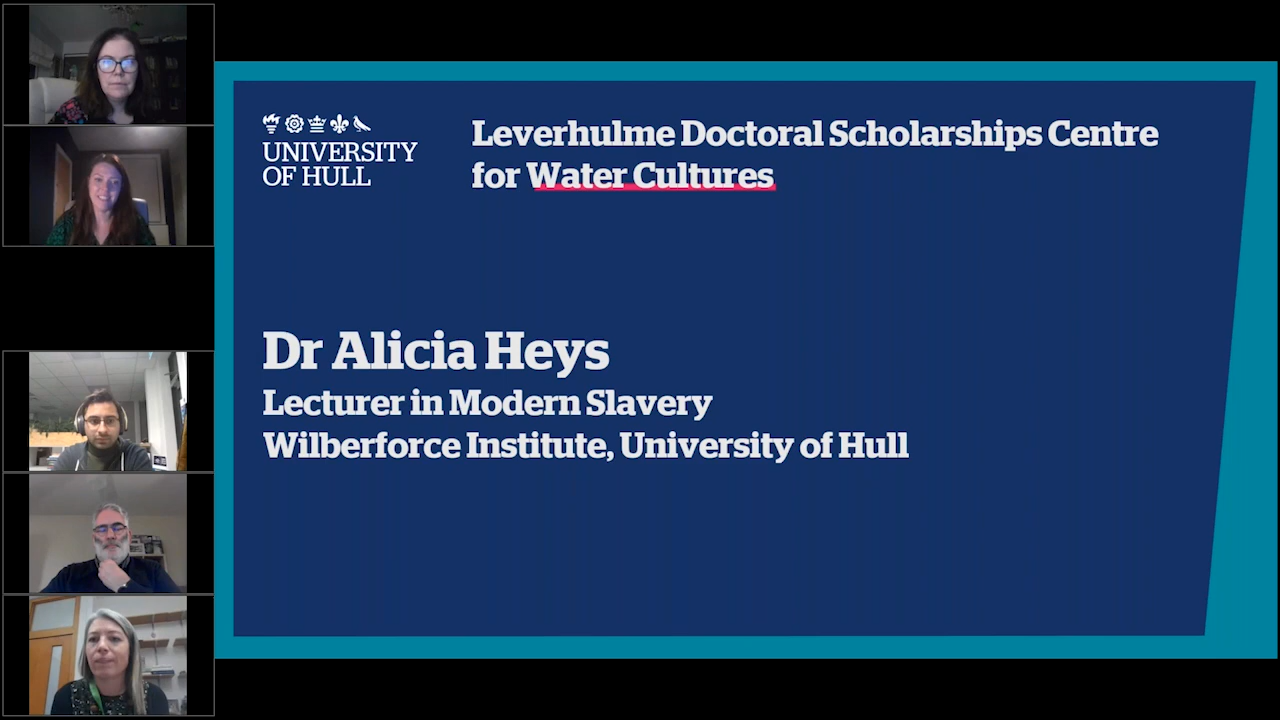 UNIVERSITY
OF HULL
Leverhulme Doctoral Scholarships Centre
for Water Cultures
Dr Alicia Heys
Lecturer in Modern Slavery
Wilberforce Institute, University of Hull